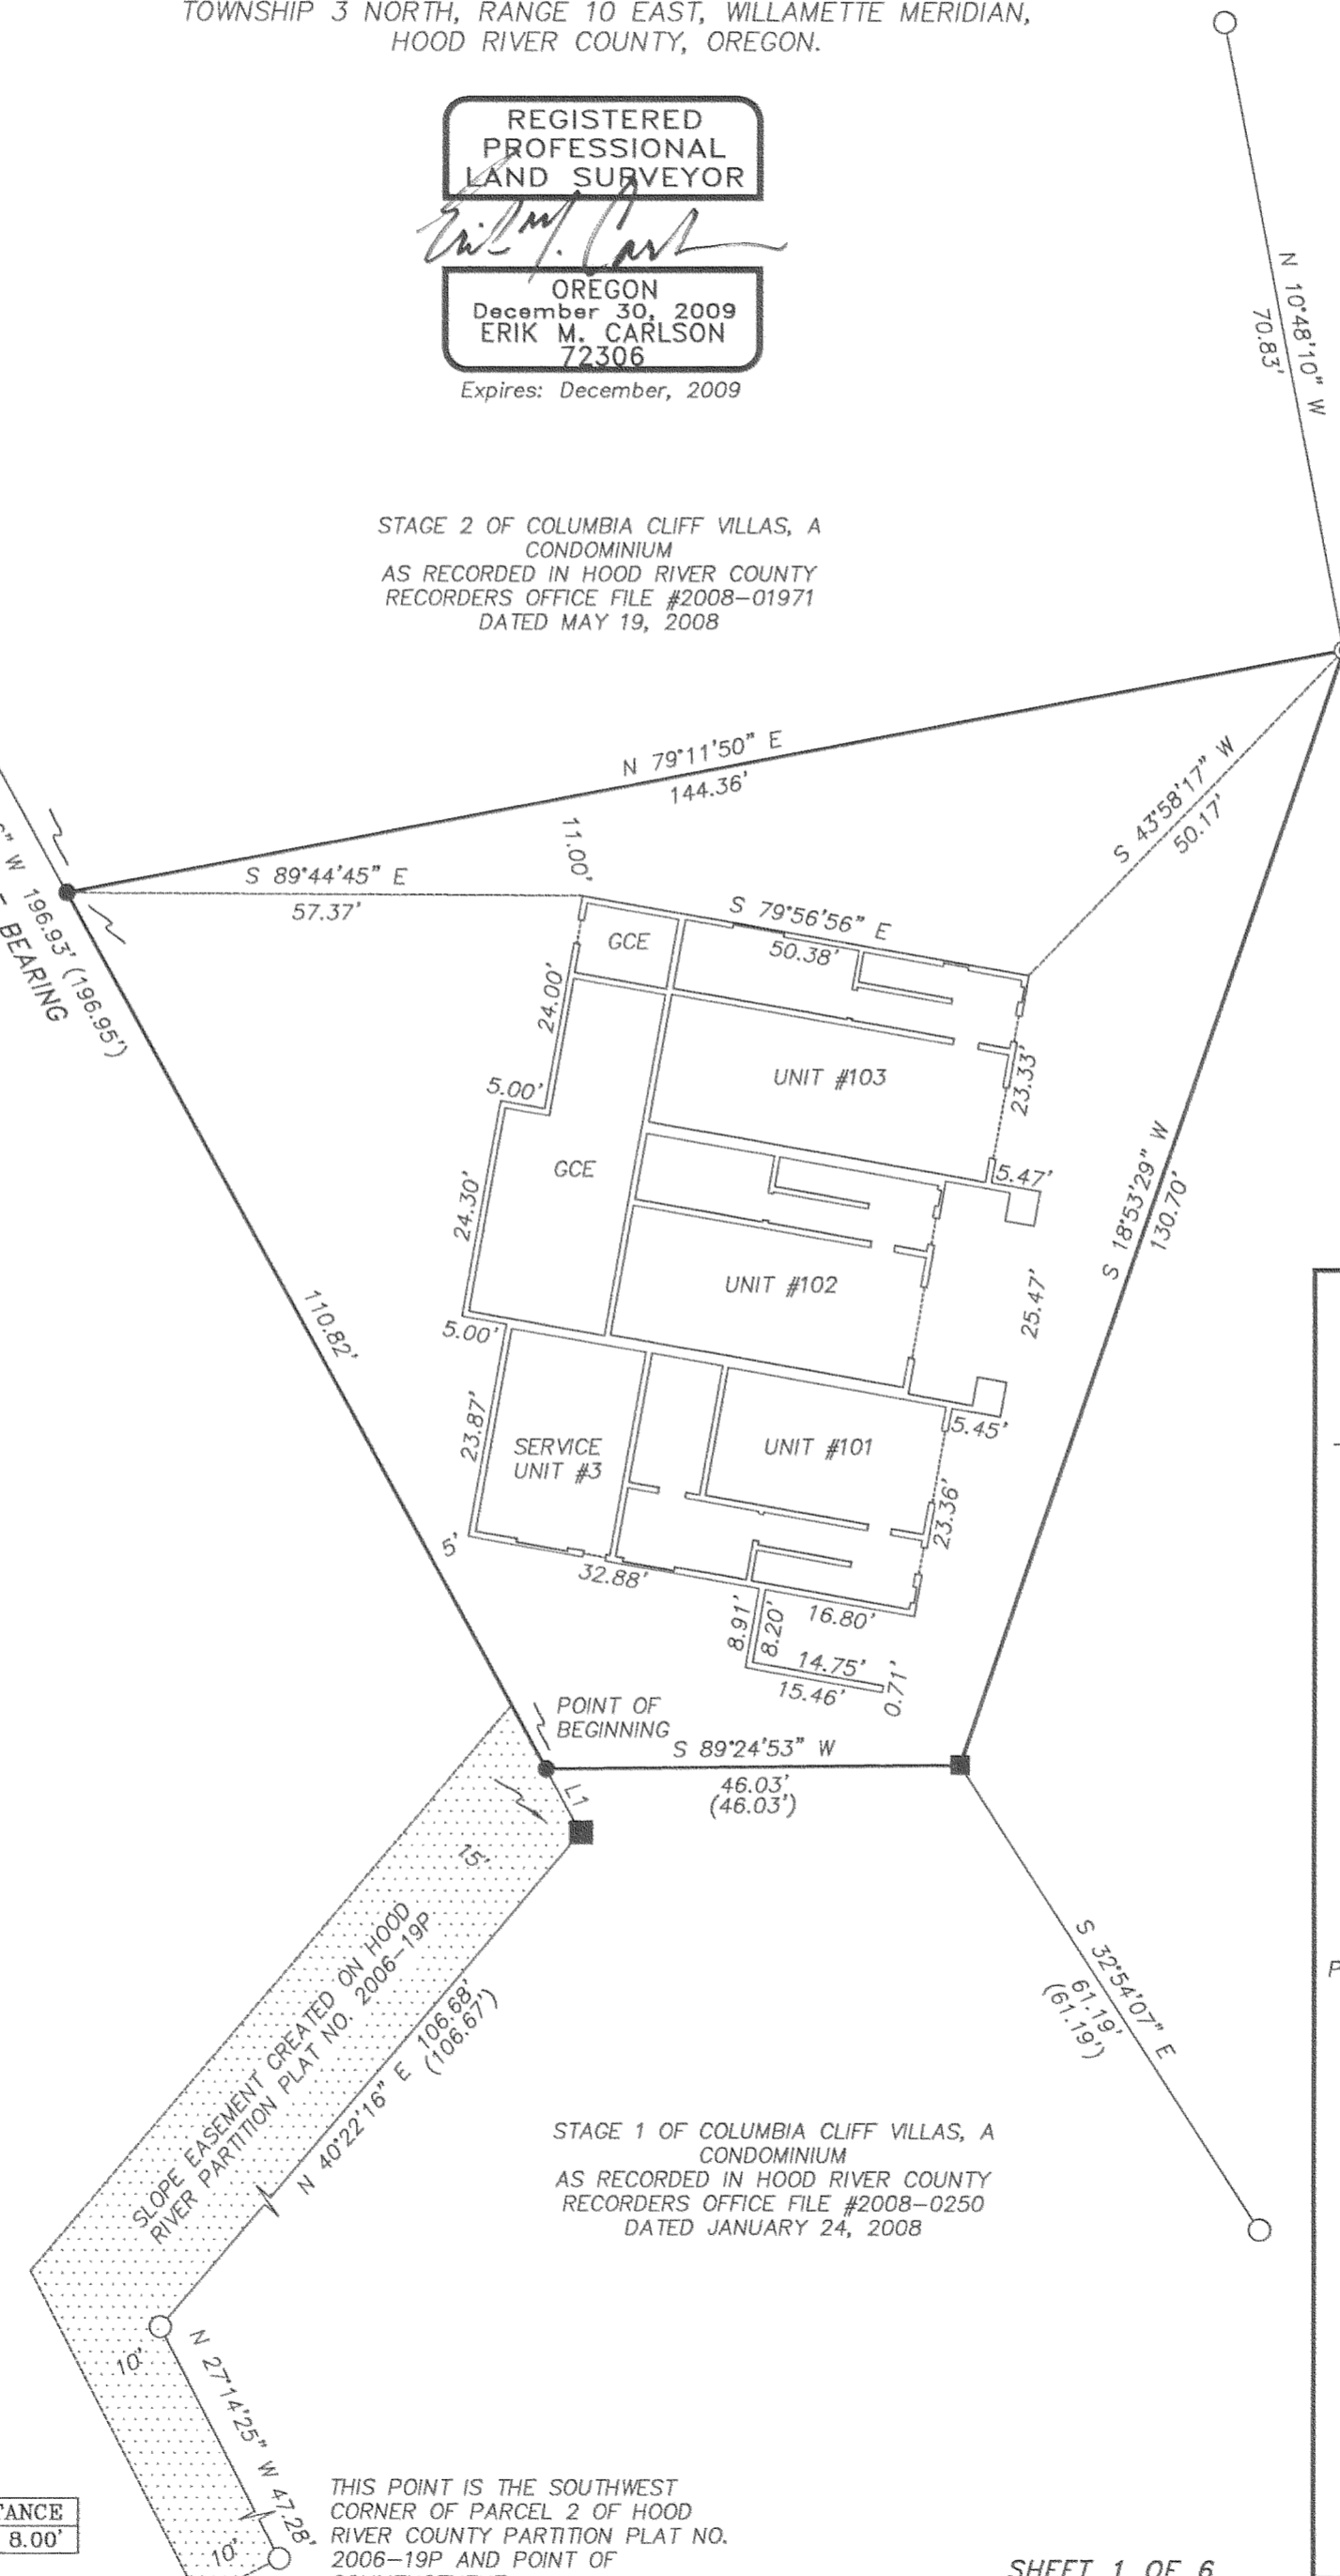 TOWNSHIP 3 NORTH, RANGE 10 EAST, WILLAMETTE MERIDIAN,
HOOD RIVER COUNTY, OREGON.
REGISTERED
PROFESSIONAL
LAND SURVEYOR
OREGON
December 30, 2009
ERIK M. CARLSON
72306
Expires: December, 2009
N 10°48'10" W
70.83'
STAGE 2 OF COLUMBIA CLIFF VILLAS, A
CONDOMINIUM
AS RECORDED IN HOOD RIVER COUNTY
RECORDERS OFFICE FILE #2008-01971
DATED MAY 19, 2008
N 79°11'50" E
144.36'
S 43°58'17" W
50.17'
11.00'
S 89°44'45" E
57.37'
" W 196.93' (196.95')
BEARING
S 79°56'56" E
50.38'
GCE
24.00'
UNIT #103
23.33'
5.00'
GCE
5.47'
24.30'
S 18°53'29" W
130.70'
UNIT #102
25.47'
110.82'
5.00'
23.87'
SERVICE
UNIT #3
UNIT #101
5.45'
23.36'
5'
32.88'
16.80'
8.91'
8.20'
14.75'
15.46'
0.71'
POINT OF
BEGINNING
S 89°24'53" W
46.03'
(46.03')
L1
15'
S 32°54'07" E
61.19'
(61.19')
SLOPE EASEMENT CREATED ON HOOD
RIVER PARTITION PLAT NO. 2006-19P
N 40°22'16" E 106.68'
(106.67')
P
STAGE 1 OF COLUMBIA CLIFF VILLAS, A
CONDOMINIUM
AS RECORDED IN HOOD RIVER COUNTY
RECORDERS OFFICE FILE #2008-0250
DATED JANUARY 24, 2008
10'
N 27°14'25" W 47.28'
10'
TANCE
8.00'
THIS POINT IS THE SOUTHWEST
CORNER OF PARCEL 2 OF HOOD
RIVER COUNTY PARTITION PLAT NO.
2006-19P AND POINT OF
SHEET 1 OF 6